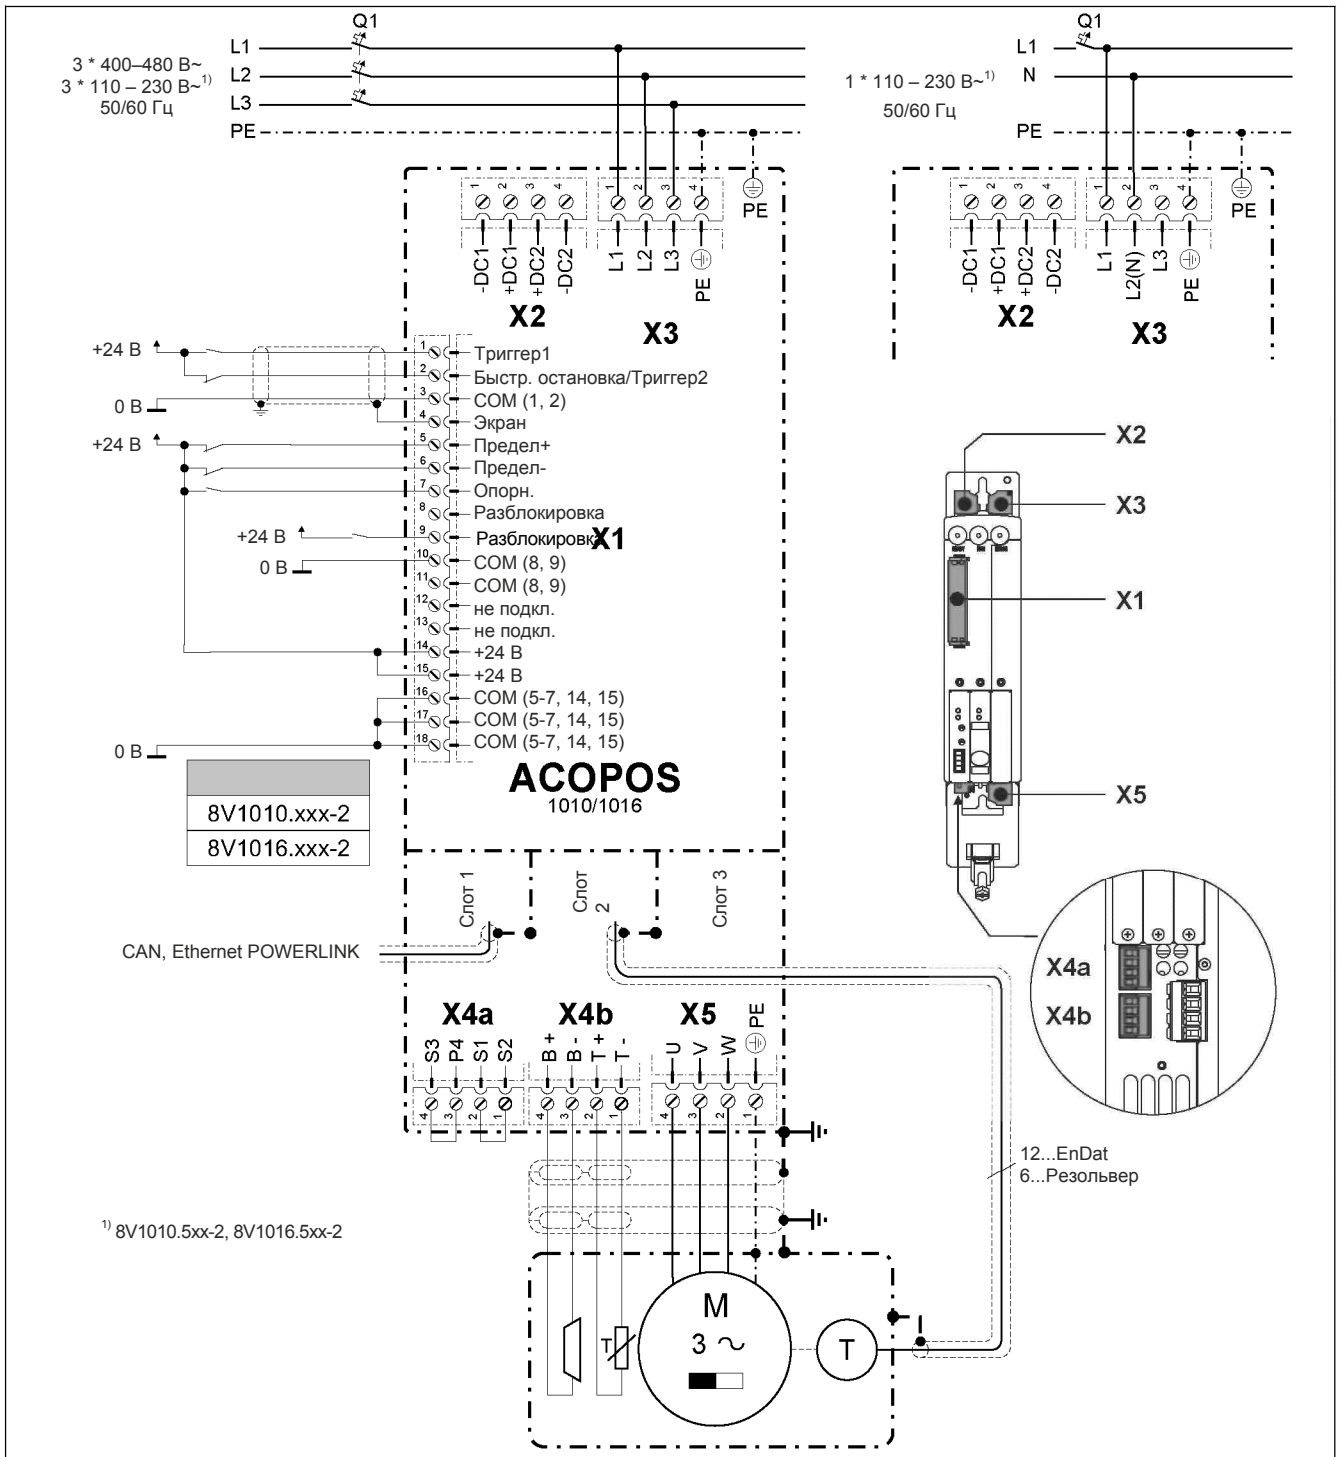 Q1
L1
3 * 400–480 В~
L2
3 * 110 – 230 В~1)
50/60 Гц
L3
PE
Q1
L1
N
1 * 110 – 230 В~1)
50/60 Гц
PE
1 2 3 4
1 2 3 4
PE
-DC1 +DC1 +DC2 -DC2
L1 L2 L3 PE
X2
X3
1 2 3 4
1 2 3 4
PE
-DC1 +DC1 +DC2 -DC2
L1 L2(N) L3 PE
X2
X3
+24 В
1 Триггер1
2 Быстр. остановка/Триггер2
0 В
3 COM (1, 2)
4 Экран
+24 В
5 Предел+
6 Предел-
7 Опорн.
8 Разблокировка
+24 В
9 Разблокировка
X1
0 В
10 COM (8, 9)
11 COM (8, 9)
12 не подкл.
13 не подкл.
14 +24 В
15 +24 В
16 COM (5-7, 14, 15)
17 COM (5-7, 14, 15)
0 В
18 COM (5-7, 14, 15)
ACOPOS
1010/1016
8V1010.xxx-2
8V1016.xxx-2
X2
X3
X1
X5
X4a
X4b
Слот 1
Слот 2
Слот 3
CAN, Ethernet POWERLINK
X4a
X4b
X5
S3 P4 S1 S2
B + B - T + T -
U V W PE
4 3 2 1
4 3 2 1
4 3 2 1
12...EnDat
6...Резольвер
1) 8V1010.5xx-2, 8V1016.5xx-2
M
3
T
T